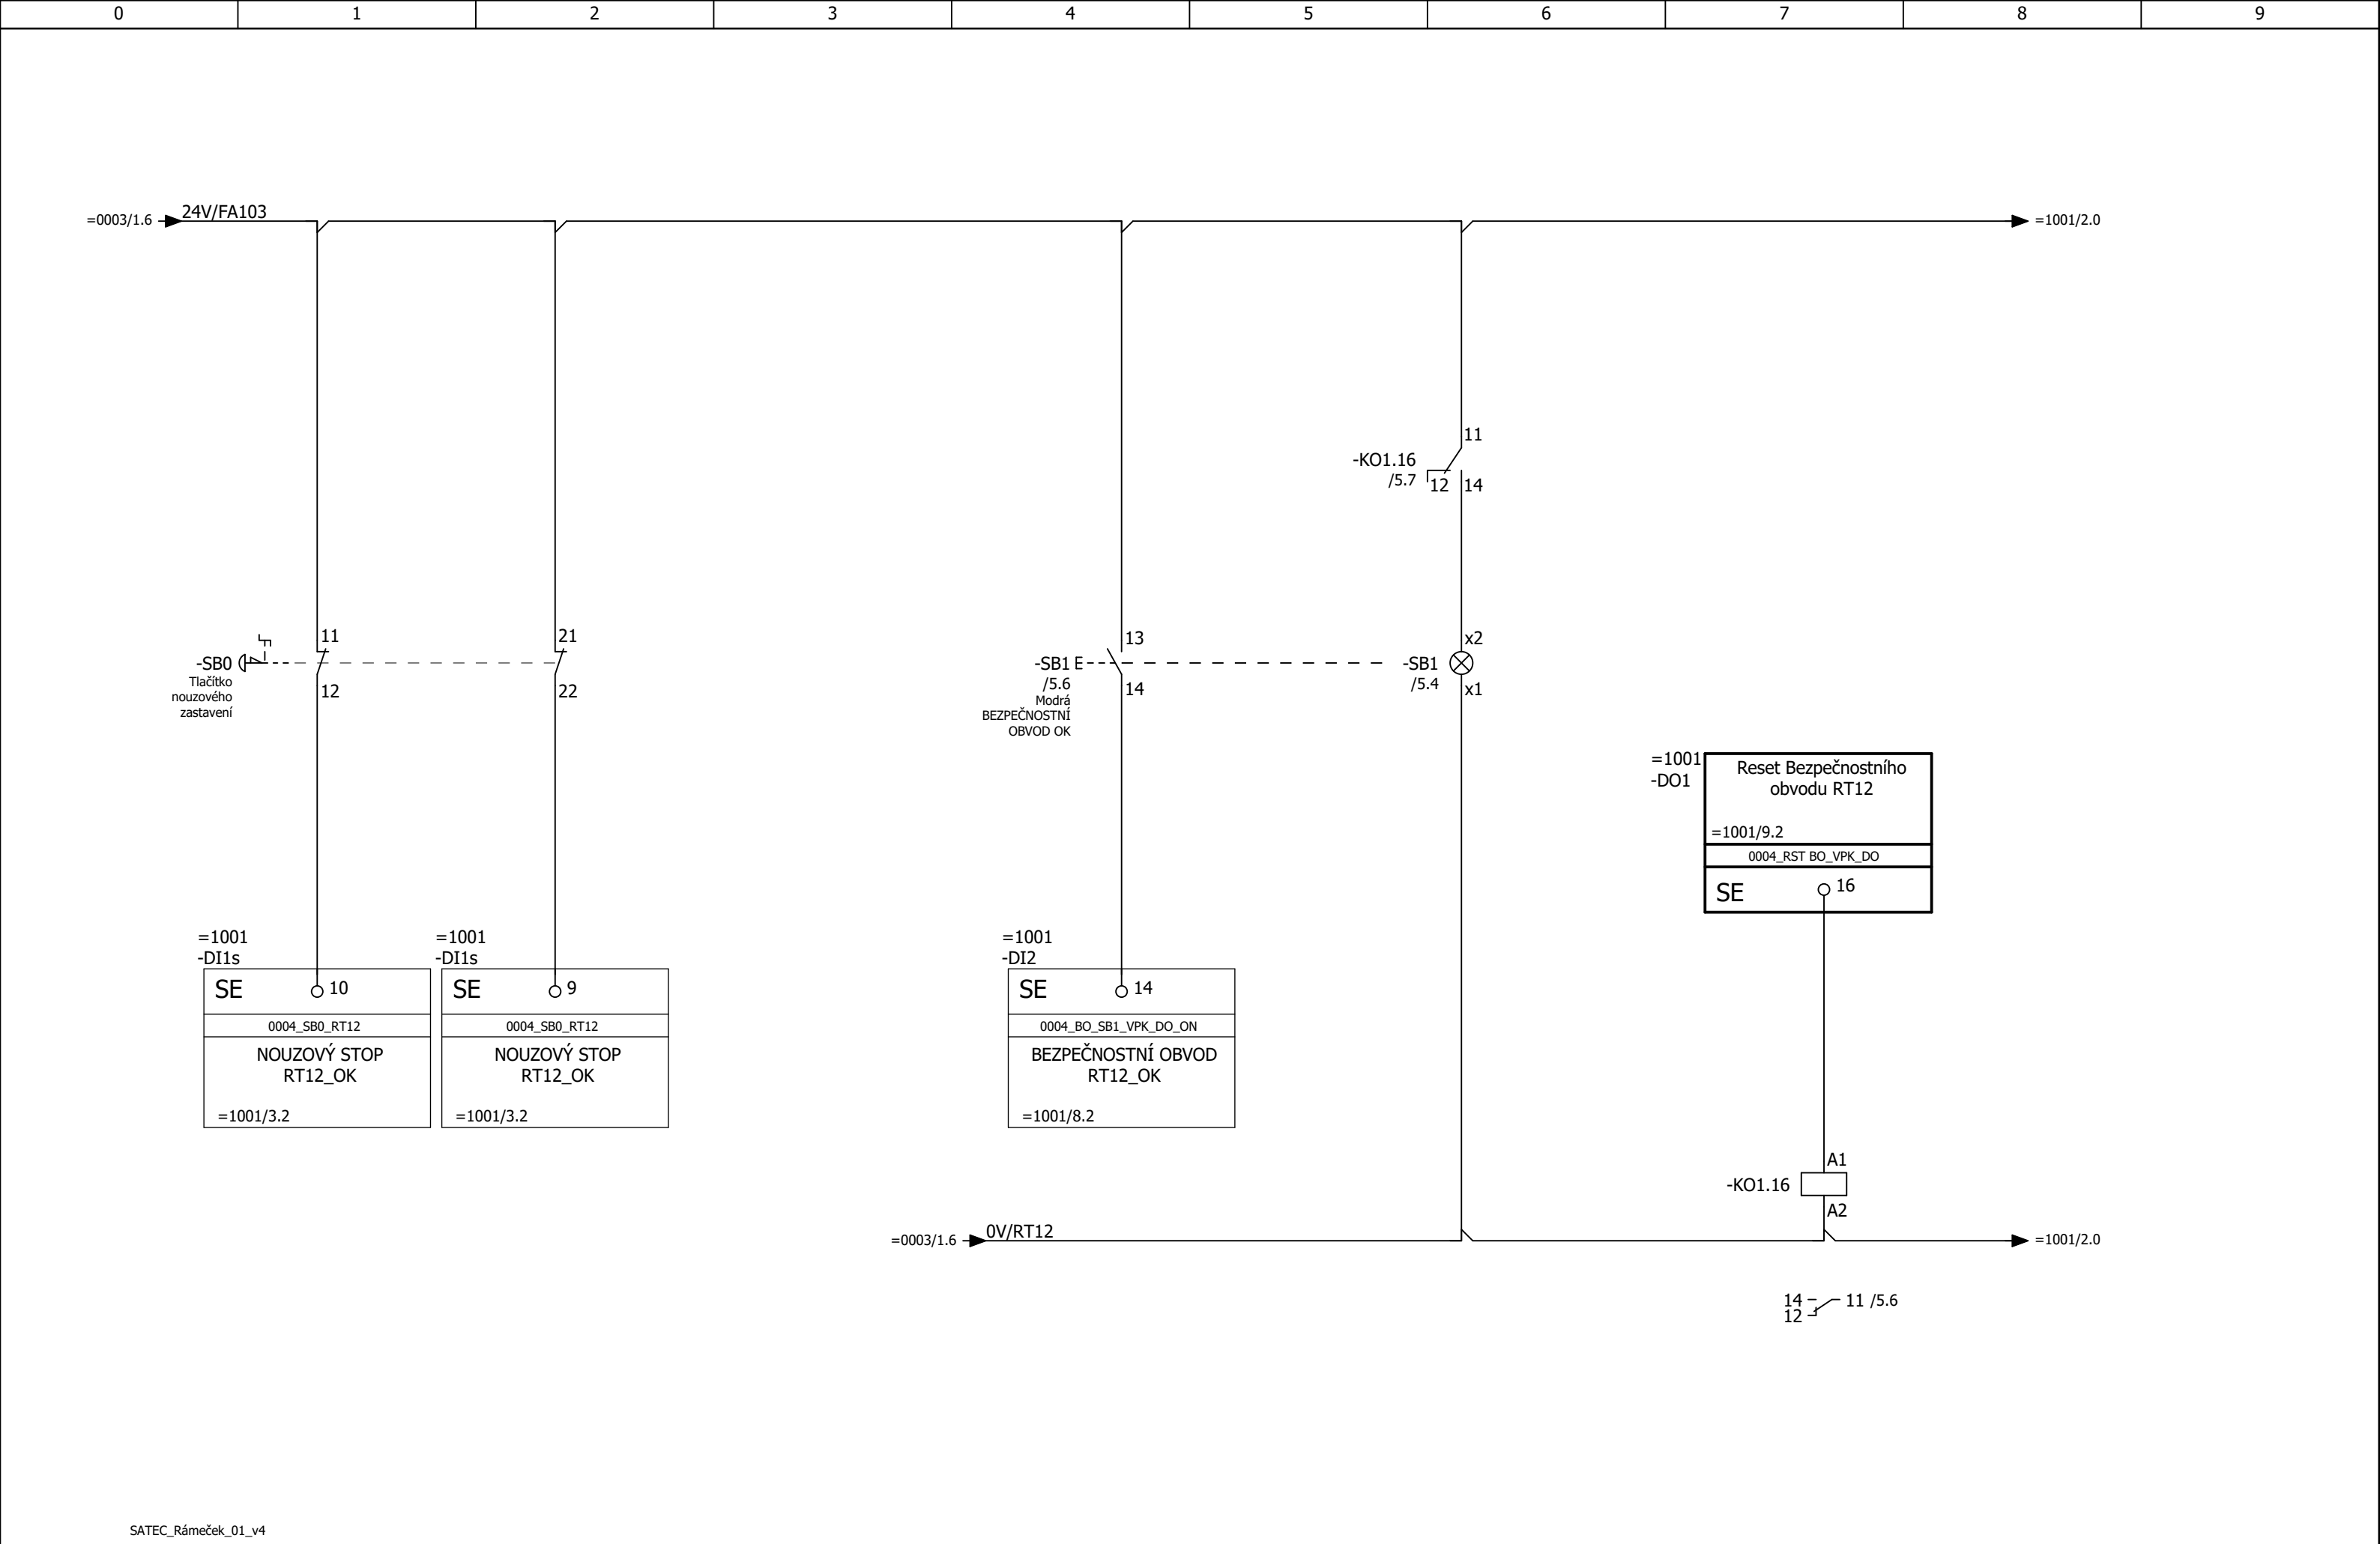 0 1 2 3 4 5 6 7 8 9
=0003/1.6
24V/FA103
=1001/2.0
11
-KO1.16
/5.7
12
14
-SB0
Tlačítko
nouzového
zastavení
11
12
21
22
-SB1
E
/5.6
Modrá
BEZPEČNOSTNÍ
OBVOD OK
13
14
-SB1
/5.4
x2
x1
=1001
-DO1
Reset Bezpečnostního
obvodu RT12
=1001/9.2
0004_RST BO_VPK_DO
SE
16
=1001
-DI1s
SE
10
0004_SB0_RT12
NOUZOVÝ STOP
RT12_OK
=1001/3.2
=1001
-DI1s
SE
9
0004_SB0_RT12
NOUZOVÝ STOP
RT12_OK
=1001/3.2
=1001
-DI2
SE
14
0004_BO_SB1_VPK_DO_ON
BEZPEČNOSTNÍ OBVOD
RT12_OK
=1001/8.2
A1
-KO1.16
A2
=0003/1.6
0V/RT12
=1001/2.0
14
12
11 /5.6
SATEC_Rámeček_01_v4